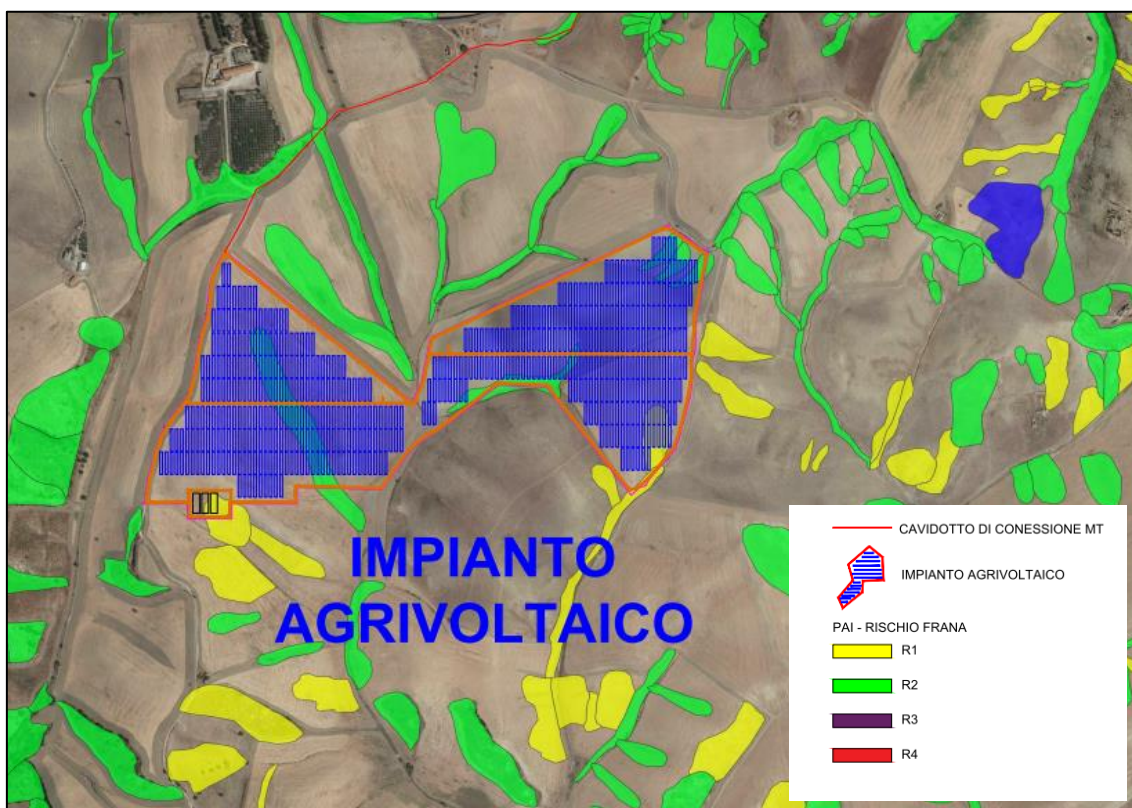 IMPIANTO
AGRIVOLTAICO
CAVIDOTTO DI CONESSIONE MT
IMPIANTO AGRIVOLTAICO
PAI - RISCHIO FRANA
R1
R2
R3
R4